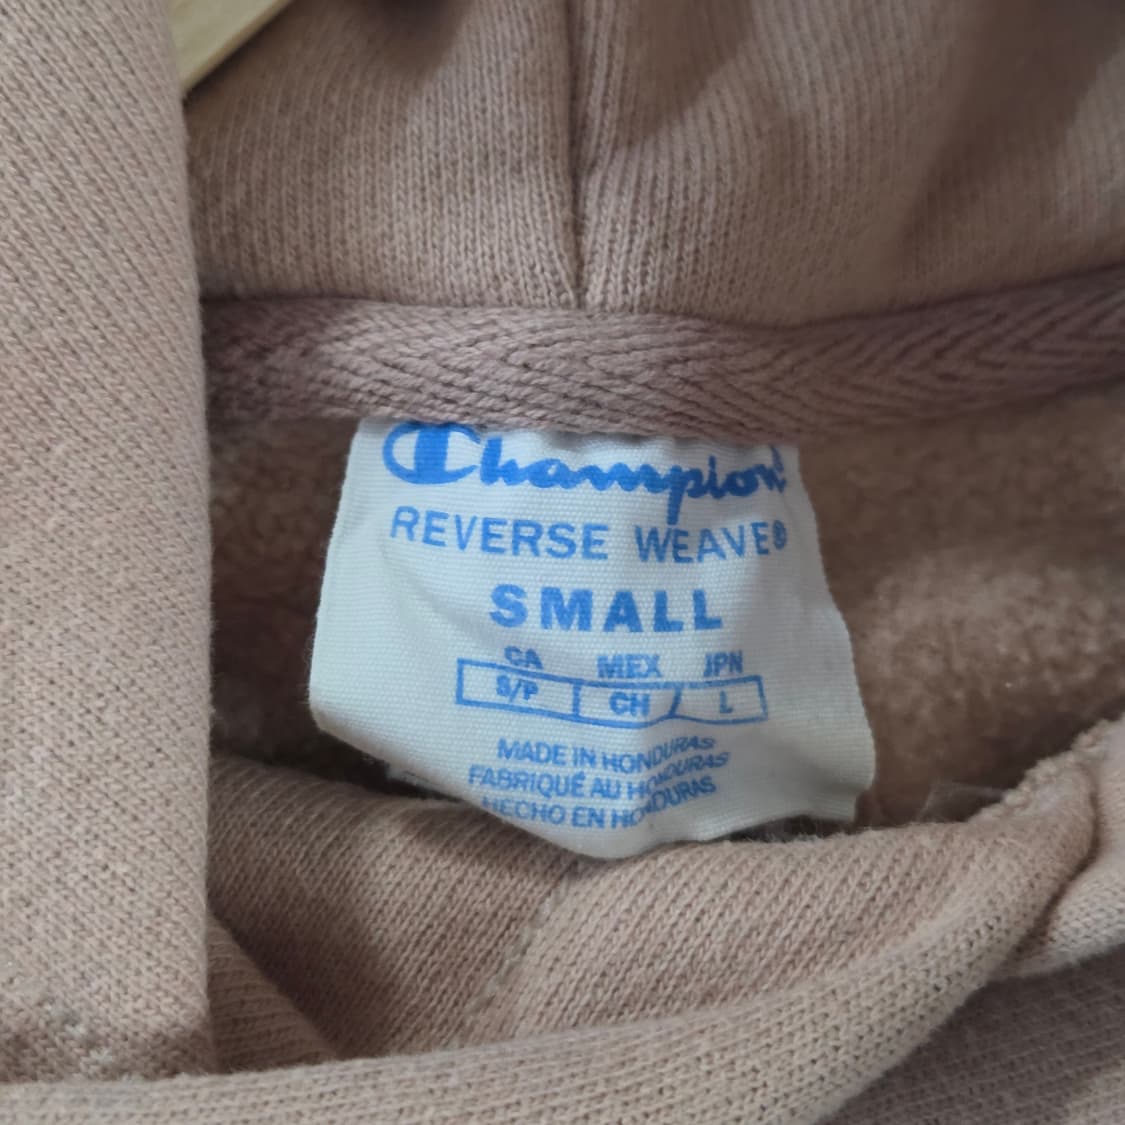 Champion
REVERSE WEAVE®
SMALL
CA MEX JPN
S/P CH L
MADE IN HONDURAS
FABRIQUÉ AU HONDURAS
HECHO EN HONDURAS